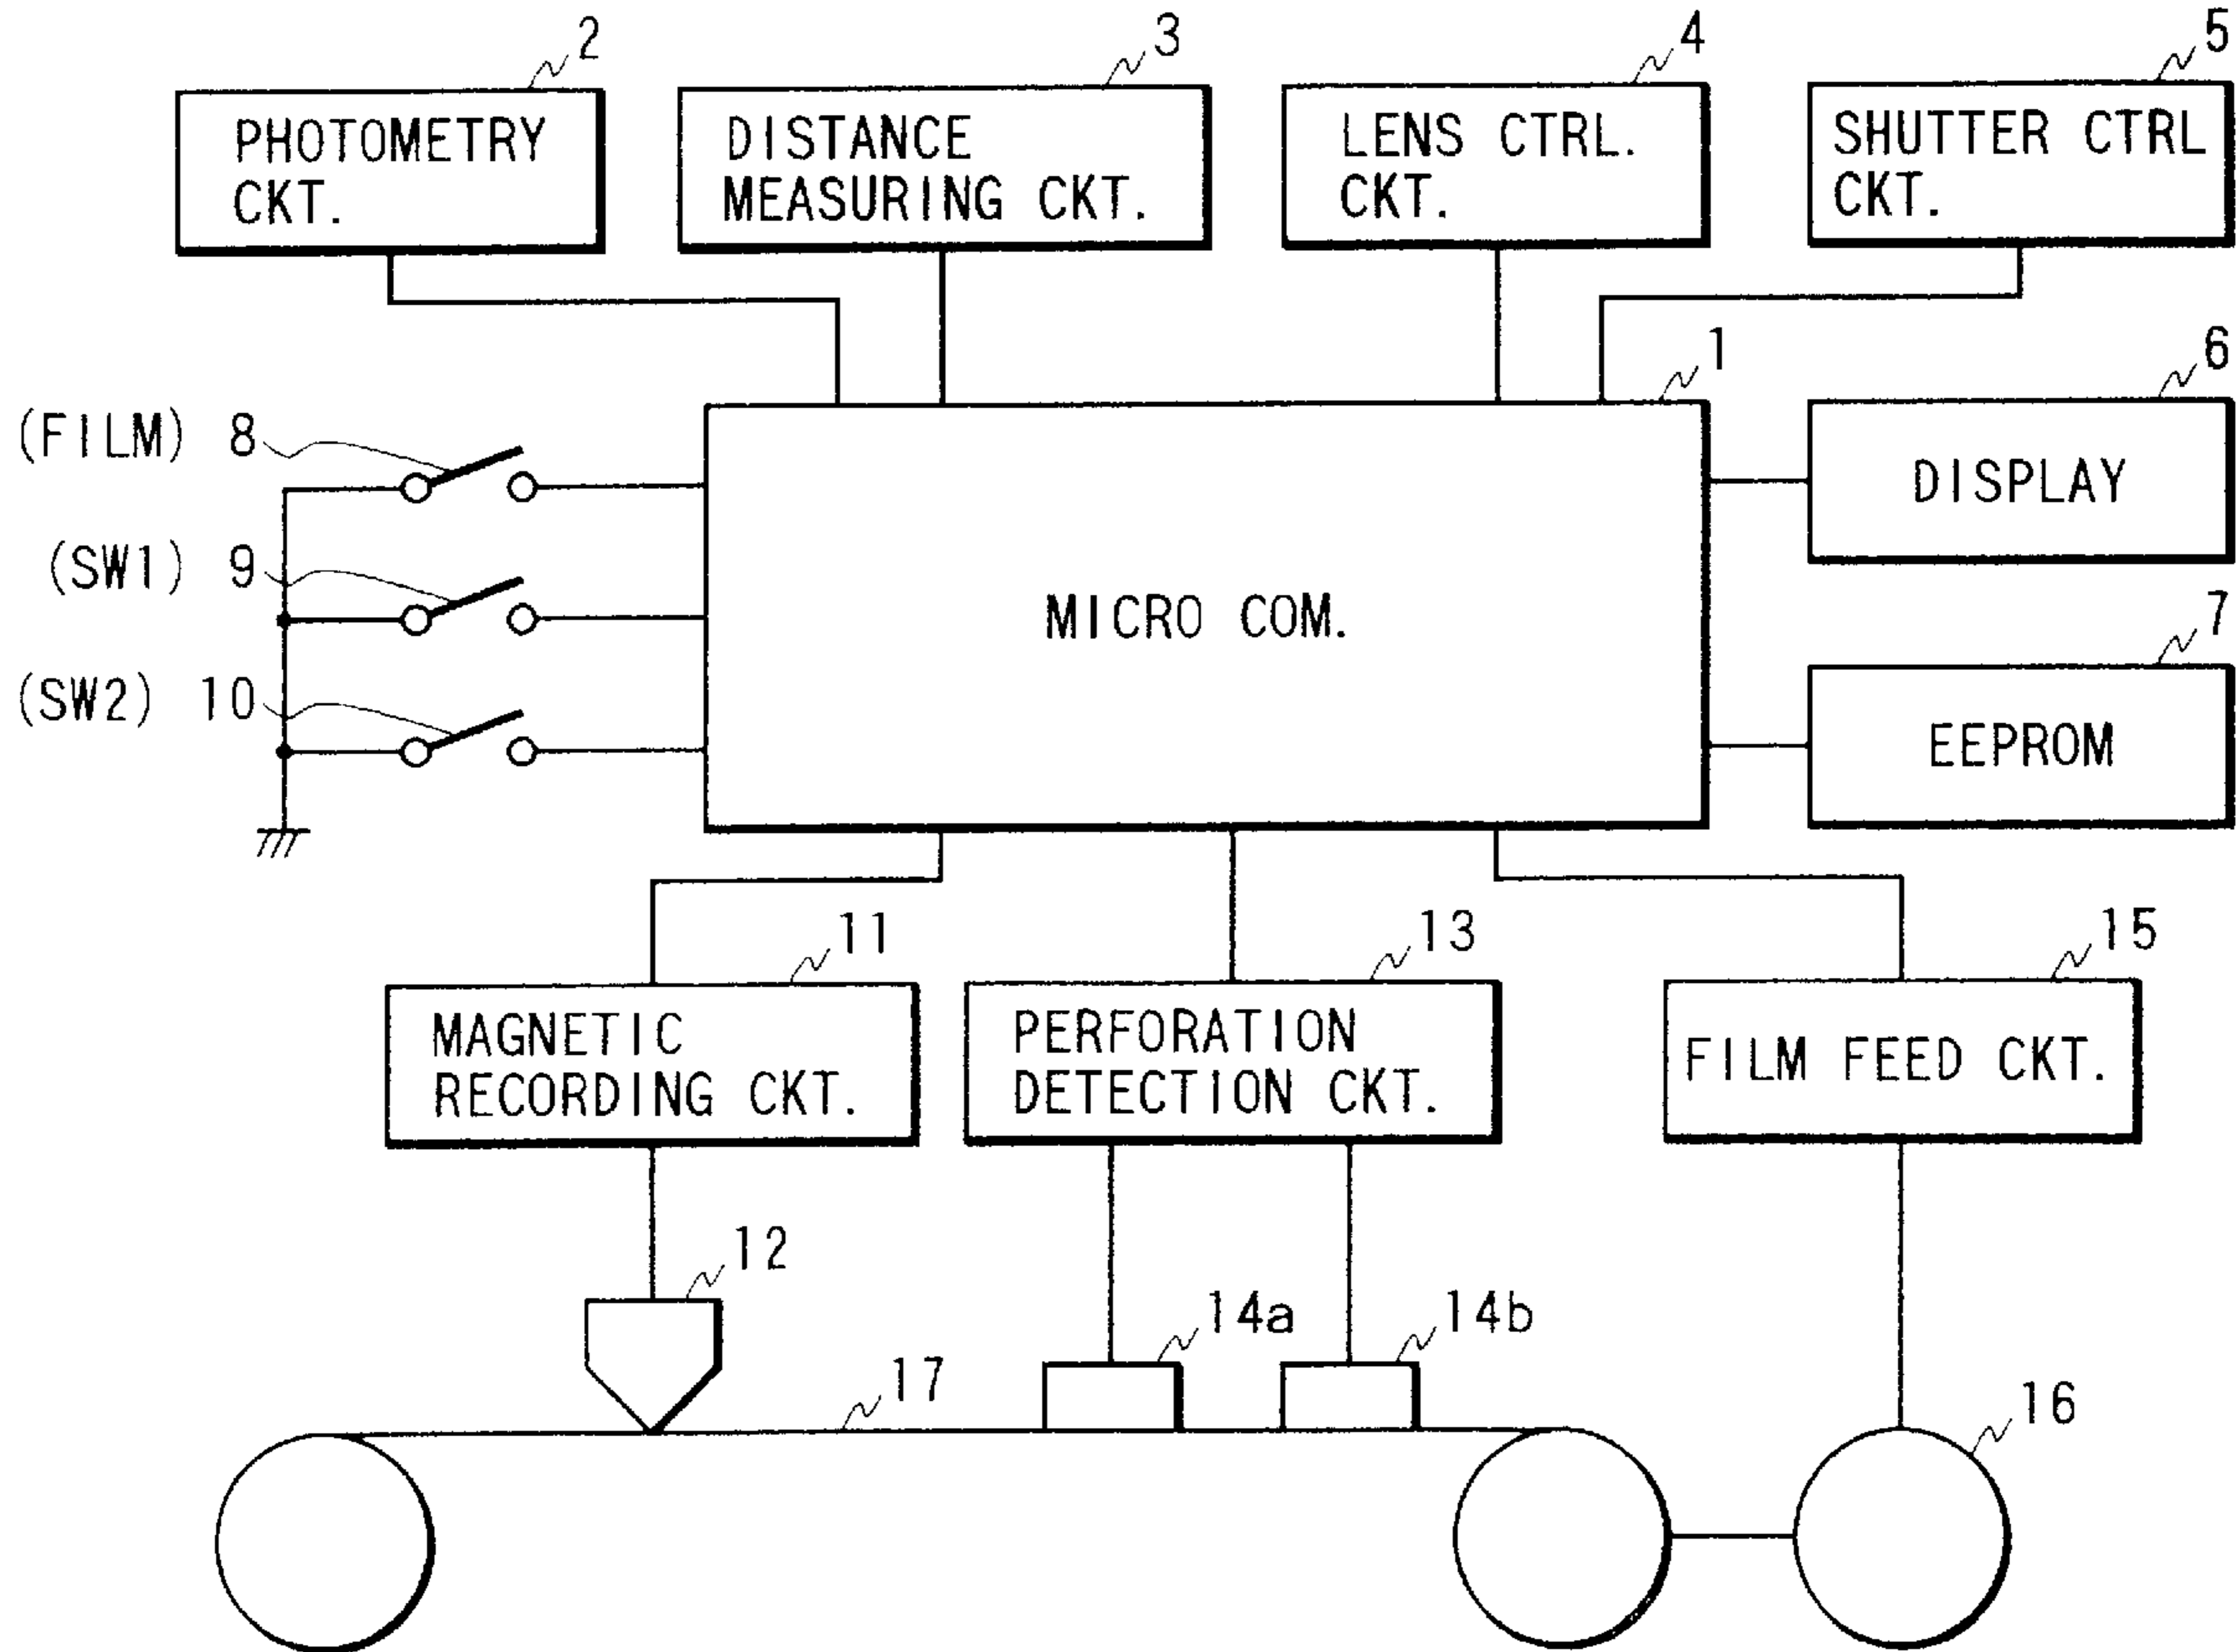 2
3
4
5
PHOTOMETRY
CKT.
DISTANCE
MEASURING CKT.
LENS CTRL.
CKT.
SHUTTER CTRL
CKT.
1
6
(FILM) 8
DISPLAY
(SW1) 9
MICRO COM.
7
(SW2) 10
EEPROM
11
13
15
MAGNETIC
RECORDING CKT.
PERFORATION
DETECTION CKT.
FILM FEED CKT.
12
14a
14b
17
16